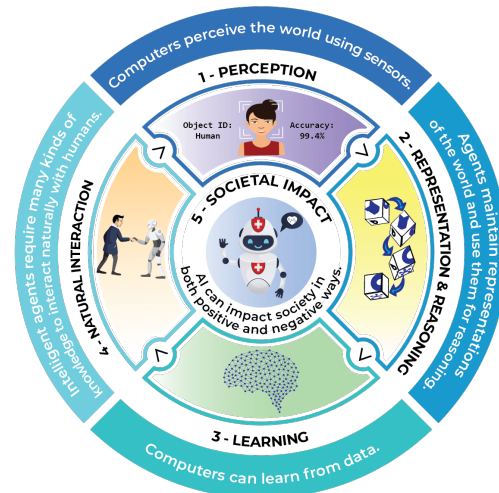 Computers perceive the world using sensors.
1 - PERCEPTION
Object ID:
Human
Accuracy:
99.4%
Agents maintain representations
of the world and use them for reasoning.
2 - REPRESENTATION & REASONING
3 - LEARNING
Computers can learn from data.
Intelligent agents require many kinds of
knowledge to interact naturally with humans.
4 - NATURAL INTERACTION
5 - SOCIETAL IMPACT
AI can impact society in
both positive and negative ways.